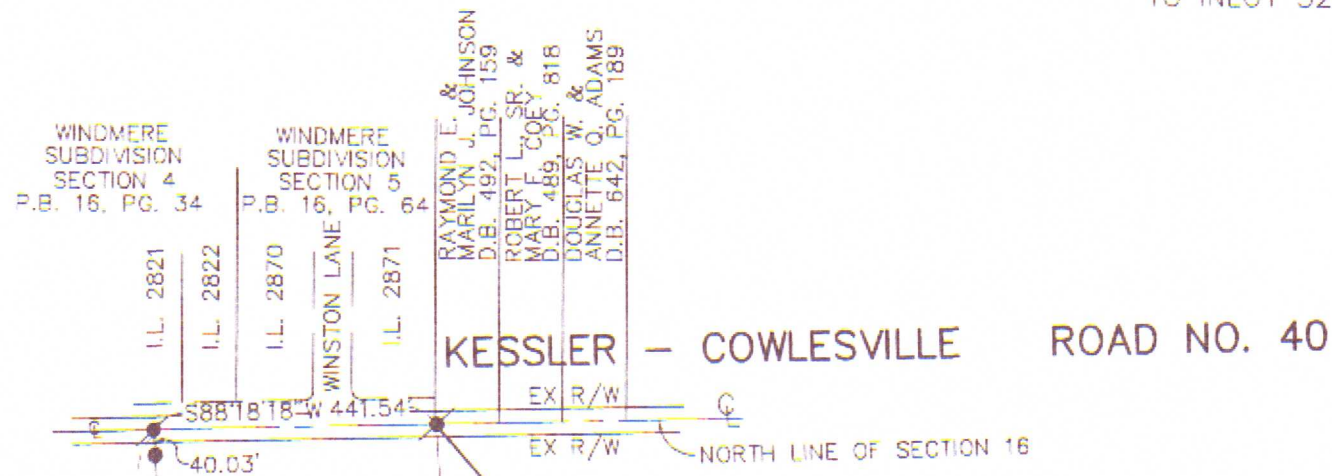 TO INLOT 32
WINDMERE
SUBDIVISION
SECTION 4
P.B. 16, PG. 34
WINDMERE
SUBDIVISION
SECTION 5
P.B. 16, PG. 64
I.L. 2821
I.L. 2822
I.L. 2870
WINSTON LANE
I.L. 2871
RAYMOND E. &
MARILYN J. JOHNSON
D.B. 492, PG. 159
ROBERT L. SR. &
MARY F. COEY
D.B. 489, PG. 818
DOUGLAS W. &
ANNETTE Q. ADAMS
D.B. 642, PG. 189
KESSLER – COWLESVILLE ROAD NO. 40
EX R/W
S88°18'18"W 441.54'
EX R/W
NORTH LINE OF SECTION 16
40.03'